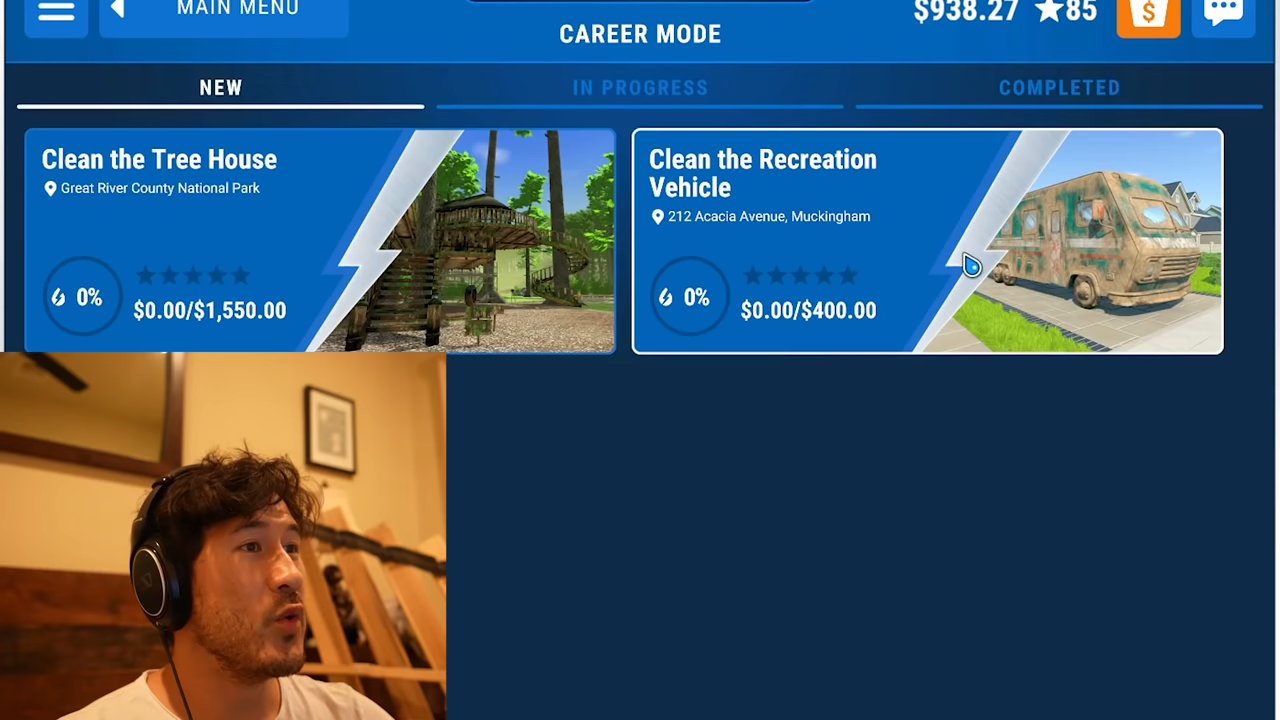 MAIN MENU
$938.27 ★85
CAREER MODE
NEW
IN PROGRESS
COMPLETED
Clean the Tree House
Great River County National Park
0%
$0.00/$1,550.00
Clean the Recreation
Vehicle
212 Acacia Avenue, Muckingham
0%
$0.00/$400.00